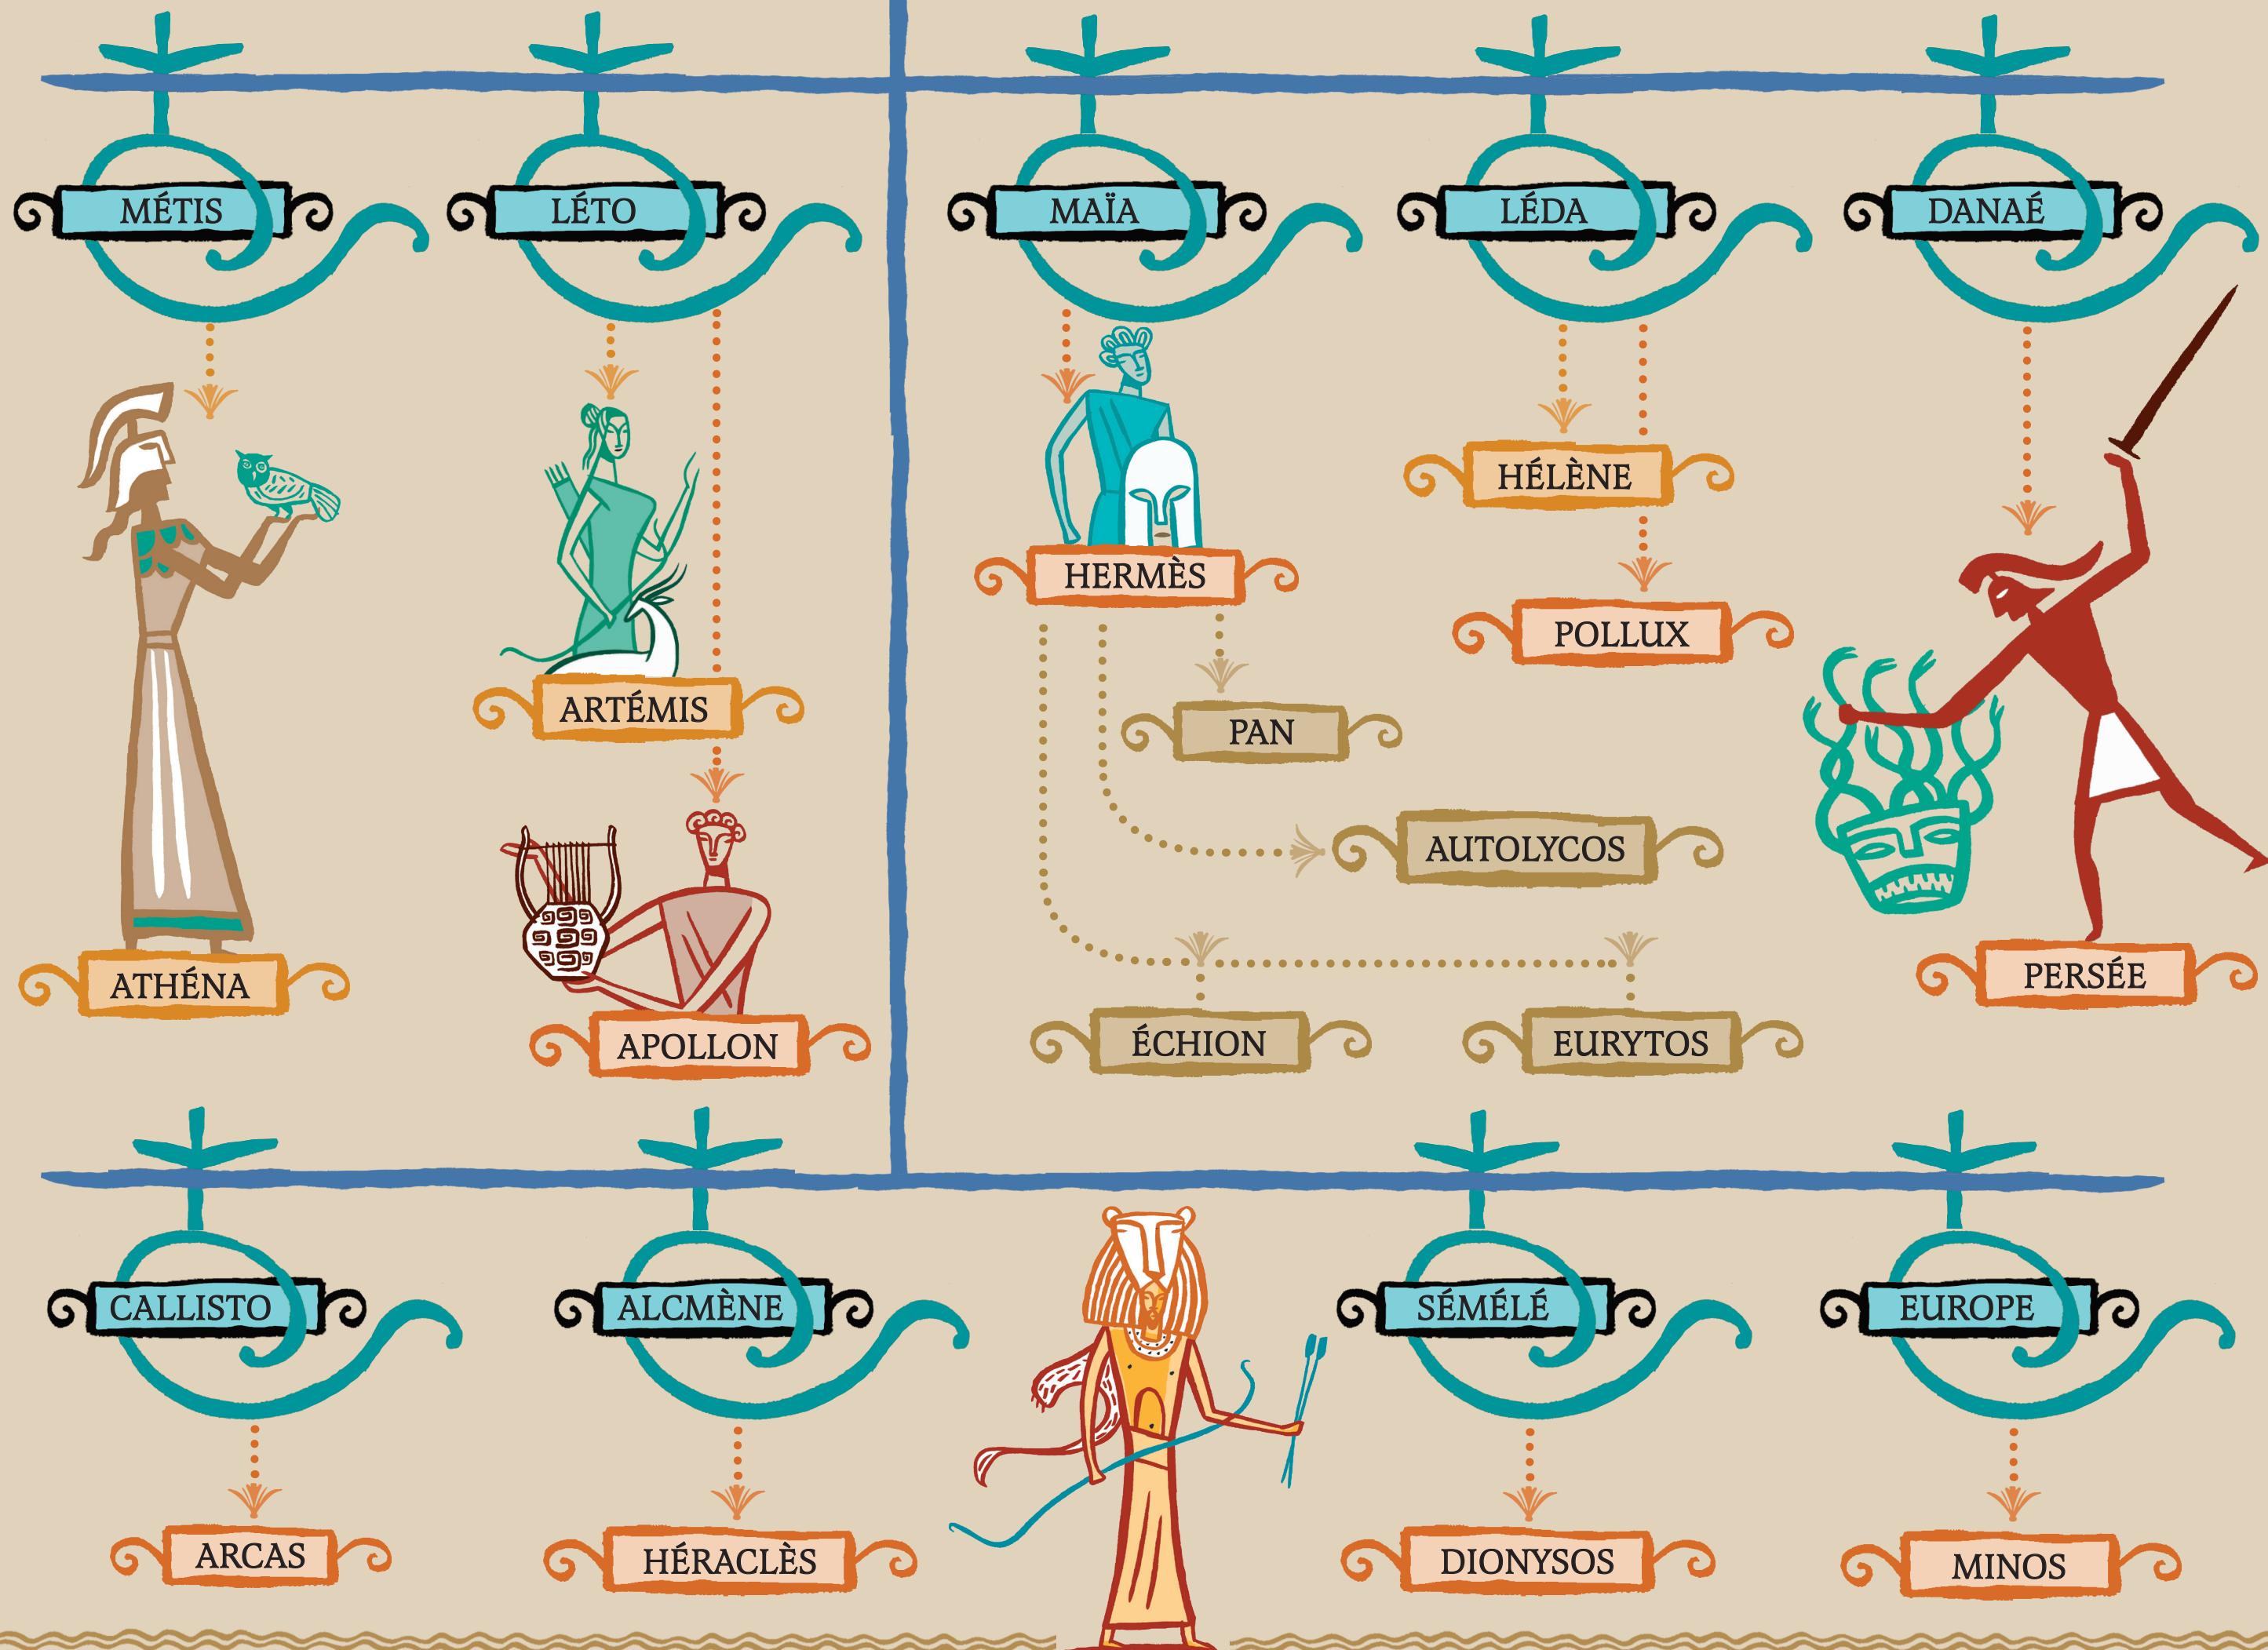 MÉTIS
LÉTO
MAÏA
LÉDA
DANAÉ
HÉLÈNE
HERMÈS
POLLUX
ARTÉMIS
PAN
AUTOLYCOS
ATHÉNA
PERSÉE
APOLLON
ÉCHION
EURYTOS
CALLISTO
ALCMÈNE
SÉMÉLÉ
EUROPE
ARCAS
HÉRACLÈS
DIONYSOS
MINOS